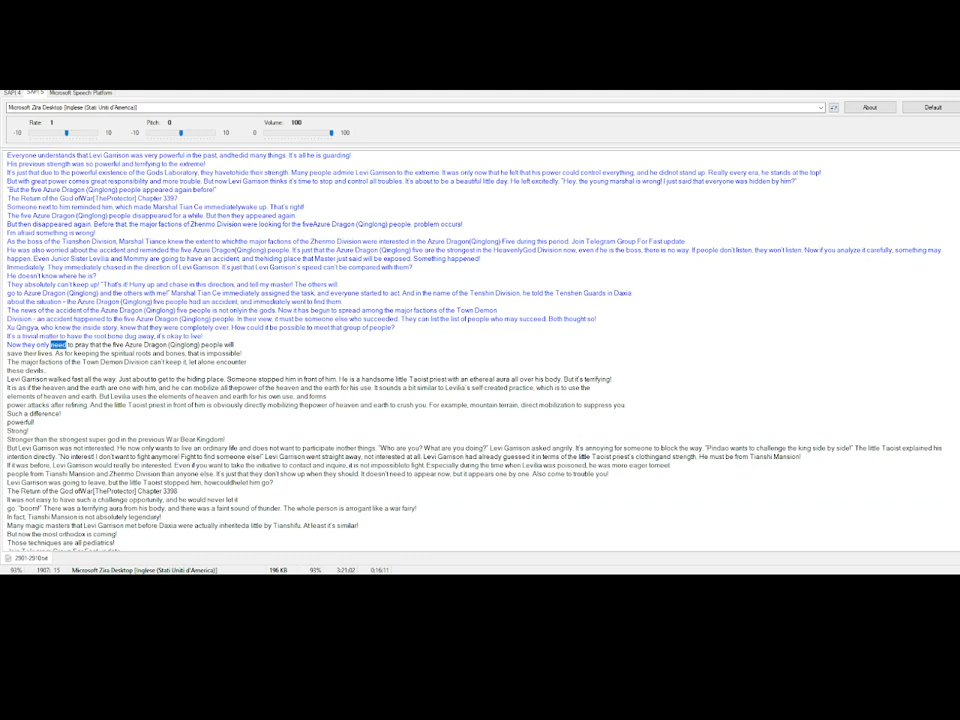 SAPI 4 SAPI 5 Microsoft Speech Platform
Microsoft Zira Desktop [Inglese (Stati Uniti d'America)]
About Default
Rate: 1 Pitch: 0 Volume: 100
-10 10 -10 10 0 100
Everyone understands that Levi Garrison was very powerful in the past, andhedid many things. It's all he is guarding!
His previous strength was so powerful and terrifying to the extreme!
It's just that due to the powerful existence of the Gods Laboratory, they havetohide their strength. Many people admire Levi Garrison to the extreme. It was only now that he felt that his power could control everything, and he didnot stand up. Really every era, he stands at the top!
But with great power comes great responsibility and more trouble. But now Levi Garrison thinks it's time to stop and control all troubles. It's about to be a beautiful little day. He left excitedly. "Hey, the young marshal is wrong! I just said that everyone was hidden by him?"
"But the five Azure Dragon (Qinglong) people appeared again before!"
The Return of the God ofWar[TheProtector] Chapter 3397
Someone next to him reminded him, which made Marshal Tian Ce immediatelywake up. That's right!
The five Azure Dragon (Qinglong) people disappeared for a while. But then they appeared again.
But then disappeared again. Before that, the major factions of Zhenmo Division were looking for the fiveAzure Dragon (Qinglong) people, problem occurs!
I'm afraid something is wrong!
As the boss of the Tianshen Division, Marshal Tiance knew the extent to whichthe major factions of the Zhenmo Division were interested in the Azure Dragon(Qinglong) Five during this period. Join Telegram Group For Fast update
He was also worried about the accident and reminded the five Azure Dragon(Qinglong) people. It's just that the Azure Dragon (Qinglong) five are the strongest in the HeavenlyGod Division now, even if he is the boss, there is no way. If people don't listen, they won't listen. Now if you analyze it carefully, something may
happen. Even Junior Sister Levilia and Mommy are going to have an accident, and thehiding place that Master just said will be exposed. Something happened!
Immediately. They immediately chased in the direction of Levi Garrison. It's just that Levi Garrison's speed can't be compared with them?
He doesn't know where he is?
They absolutely can't keep up! "That's it! Hurry up and chase in this direction, and tell my master! The others will
go to Azure Dragon (Qinglong) and the others with me!" Marshal Tian Ce immediately assigned the task, and everyone started to act. And in the name of the Tenshin Division, he told the Tenshen Guards in Daxia
about the situation - the Azure Dragon (Qinglong) five people had an accident, and immediately went to find them
The news of the accident of the Azure Dragon (Qinglong) five people is not onlyin the gods. Now it has begun to spread among the major factions of the Town Demon
Division - an accident happened to the five Azure Dragon (Qinglong) people. In their view, it must be someone else who succeeded. They can list the list of people who may succeed. Both thought so!
Xu Qingya, who knew the inside story, knew that they were completely over. How could it be possible to meet that group of people?
It's a trivial matter to have the root bone dug away, it's okay to live!
Now they only need to pray that the five Azure Dragon (Qinglong) people will
save their lives. As for keeping the spiritual roots and bones, that is impossible!
The major factions of the Town Demon Division can't keep it, let alone encounter
these devils.
Levi Garrison walked fast all the way. Just about to get to the hiding place. Someone stopped him in front of him. He is a handsome little Taoist priest with an ethereal aura all over his body. But it's terrifying!
It is as if the heaven and the earth are one with him, and he can mobilize all thepower of the heaven and the earth for his use. It sounds a bit similar to Levilia's self-created practice, which is to use the
elements of heaven and earth. But Levilia uses the elements of heaven and earth for his own use, and forms
power attacks after refining. And the little Taoist priest in front of him is obviously directly mobilizing thepower of heaven and earth to crush you. For example, mountain terrain, direct mobilization to suppress you.
Such a difference!
powerful!
Strong!
Stronger than the strongest super god in the previous War Bear Kingdom!
But Levi Garrison was not interested. He now only wants to live an ordinary life and does not want to participate inother things. "Who are you? What are you doing?" Levi Garrison asked angrily. It's annoying for someone to block the way. "Pindao wants to challenge the king side by side!" The little Taoist explained his
intention directly. "No interest! I don't want to fight anymore! Fight to find someone else!" Levi Garrison went straight away, not interested at all. Levi Garrison had already guessed it in terms of the little Taoist priest's clothingand strength. He must be from Tianshi Mansion!
If it was before, Levi Garrison would really be interested. Even if you want to take the initiative to contact and inquire, it is not impossibleto fight. Especially during the time when Levilia was poisoned, he was more eager tomeet
people from Tianshi Mansion and Zhenmo Division than anyone else. It's just that they don't show up when they should. It doesn't need to appear now, but it appears one by one. Also come to trouble you!
Levi Garrison was going to leave, but the little Taoist stopped him, howcouldhelet him go?
The Return of the God ofWar[TheProtector] Chapter 3398
It was not easy to have such a challenge opportunity, and he would never let it
go. "boom!" There was a terrifying aura from his body, and there was a faint sound of thunder. The whole person is arrogant like a war fairy!
In fact, Tianshi Mansion is not absolutely legendary!
Many magic masters that Levi Garrison met before Daxia were actually inheriteda little by Tianshifu. At least it's similar!
But now the most orthodox is coming!
Those techniques are all pediatrics!
2901-2910.txt
93% 1907: 15 Microsoft Zira Desktop [Inglese (Stati Uniti d'America)] 196 KB 93% 3:21:02 0:16:11